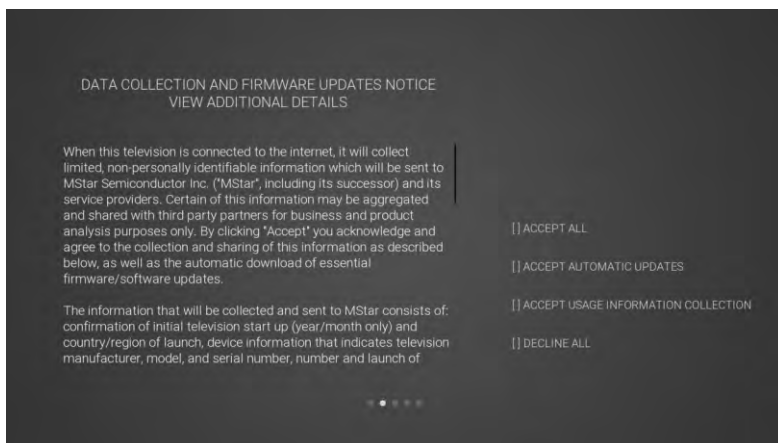 DATA COLLECTION AND FIRMWARE UPDATES NOTICE
VIEW ADDITIONAL DETAILS
When this television is connected to the internet, it will collect
limited, non-personally identifiable information which will be sent to
MStar Semiconductor Inc. ("MStar", including its successor) and its
service providers. Certain of this information may be aggregated
and shared with third party partners for business and product
analysis purposes only. By clicking "Accept" you acknowledge and
agree to the collection and sharing of this information as described
below, as well as the automatic download of essential
firmware/software updates.
The information that will be collected and sent to MStar consists of:
confirmation of initial television start up (year/month only) and
country/region of launch, device information that indicates television
manufacturer, model, and serial number, number and launch of
[ ] ACCEPT ALL
[ ] ACCEPT AUTOMATIC UPDATES
[ ] ACCEPT USAGE INFORMATION COLLECTION
[ ] DECLINE ALL